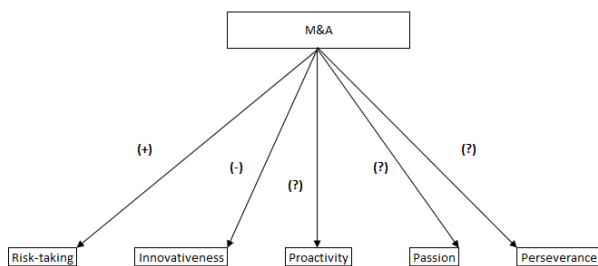 M&A
(+)
(-)
(?)
(?)
(?)
Risk-taking
Innovativeness
Proactivity
Passion
Perseverance